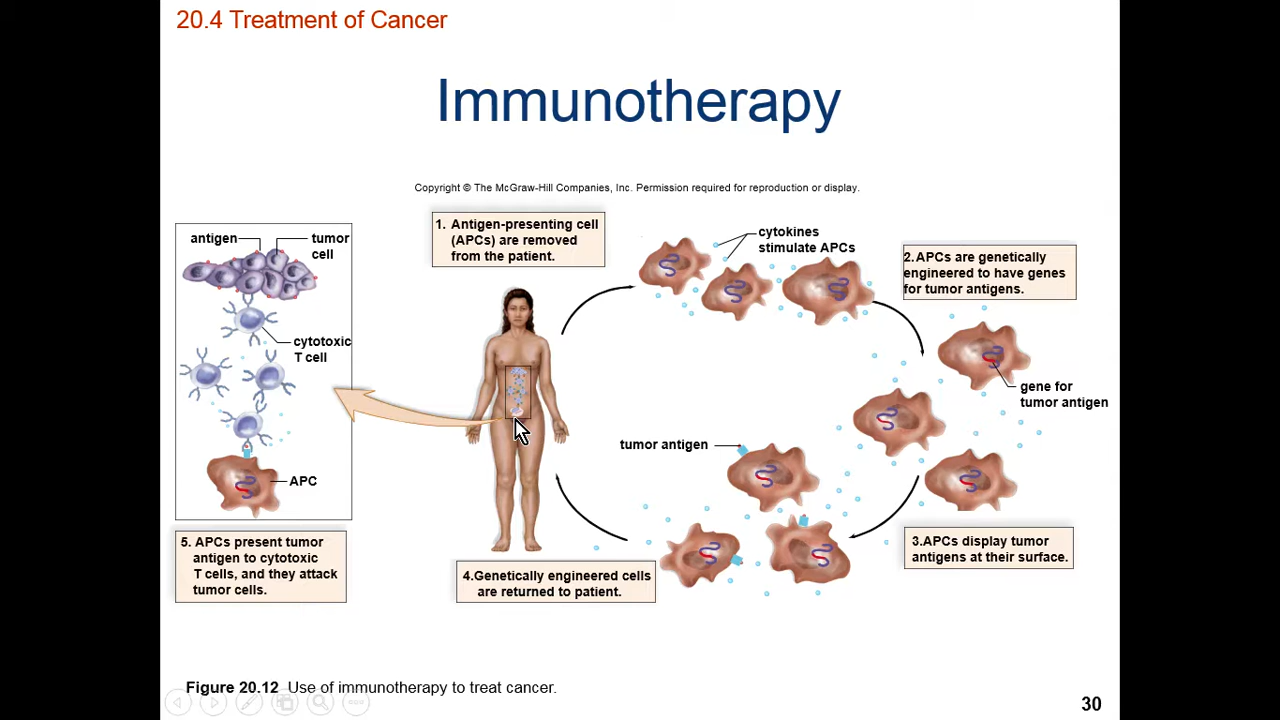 20.4 Treatment of Cancer
Immunotherapy
Copyright © The McGraw-Hill Companies, Inc. Permission required for reproduction or display.
antigen
tumor
cell
cytotoxic
T cell
APC
5. APCs present tumor
antigen to cytotoxic
T cells, and they attack
tumor cells.
1. Antigen-presenting cell
(APCs) are removed
from the patient.
cytokines
stimulate APCs
2.APCs are genetically
engineered to have genes
for tumor antigens.
gene for
tumor antigen
tumor antigen
3.APCs display tumor
antigens at their surface.
4.Genetically engineered cells
are returned to patient.
Figure 20.12 Use of immunotherapy to treat cancer.
30